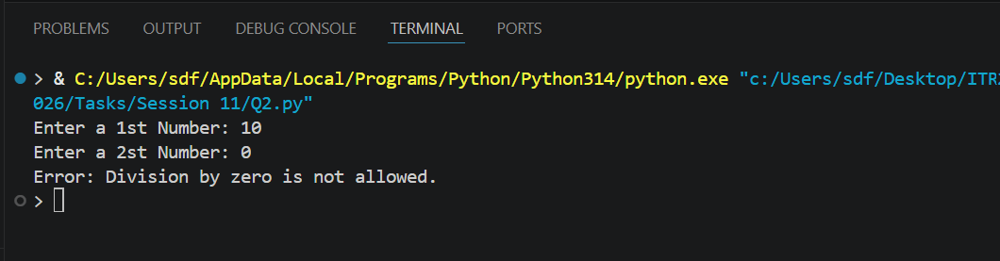 PROBLEMS OUTPUT DEBUG CONSOLE TERMINAL PORTS
> & C:/Users/sdf/AppData/Local/Programs/Python/Python314/python.exe "c:/Users/sdf/Desktop/ITR2
026/Tasks/Session 11/Q2.py"
Enter a 1st Number: 10
Enter a 2st Number: 0
Error: Division by zero is not allowed.
>